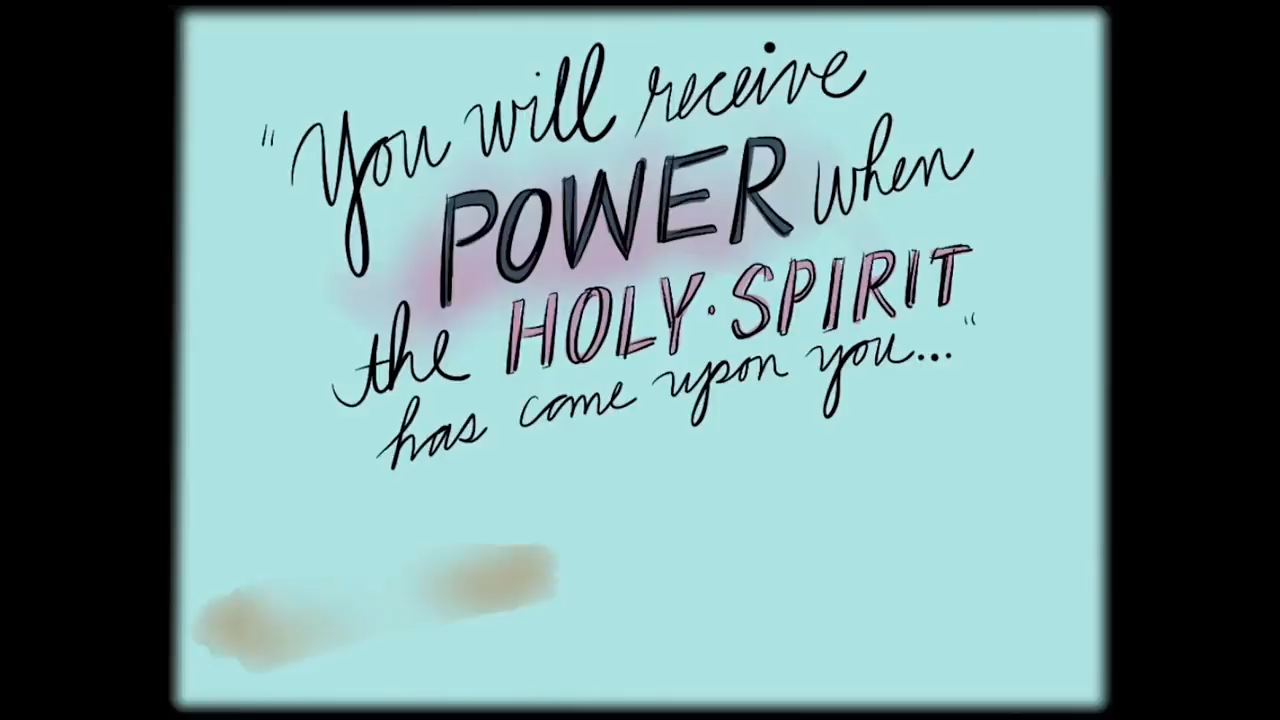 "You will receive
POWER when
the HOLY·SPIRIT
has come upon you..."